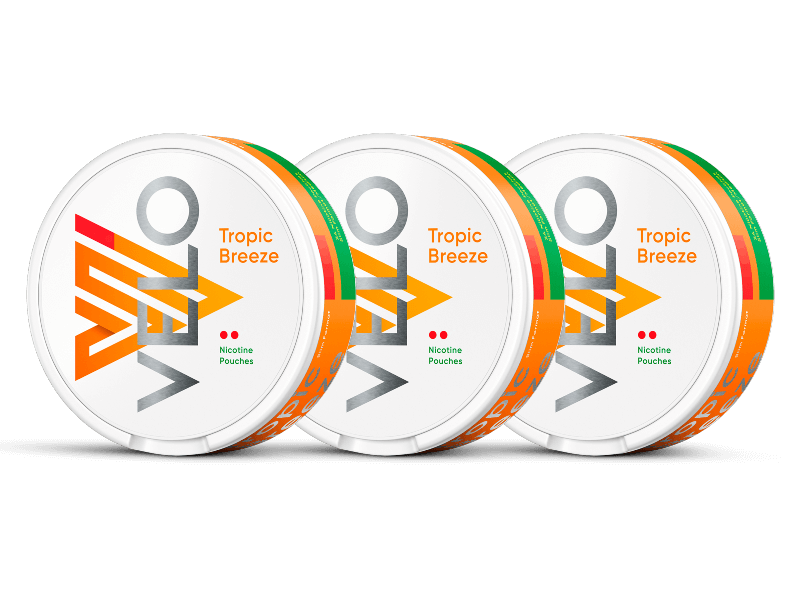 VELO
Tropic
Breeze
Nicotine
Pouches
VELO
Tropic
Breeze
Nicotine
Pouches
VELO
Tropic
Breeze
Nicotine
Pouches